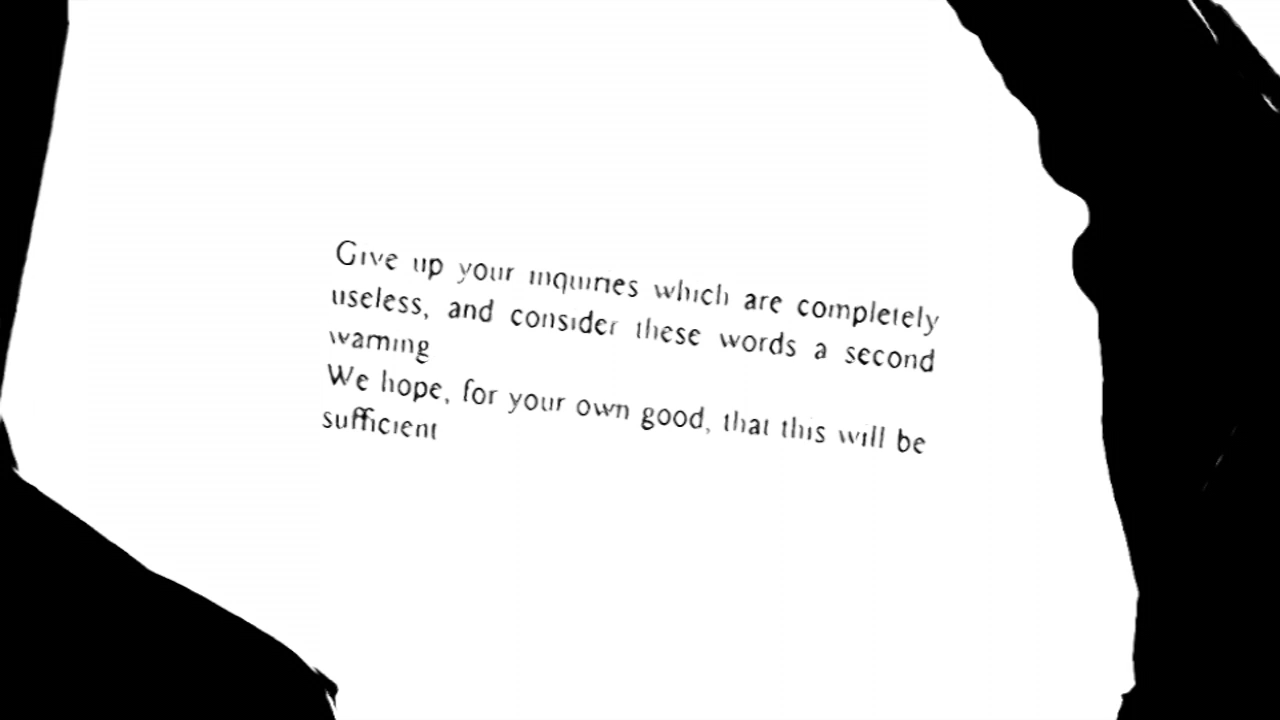 Give up your inquiries which are completely
useless, and consider these words a second
warning
We hope, for your own good, that this will be
sufficient